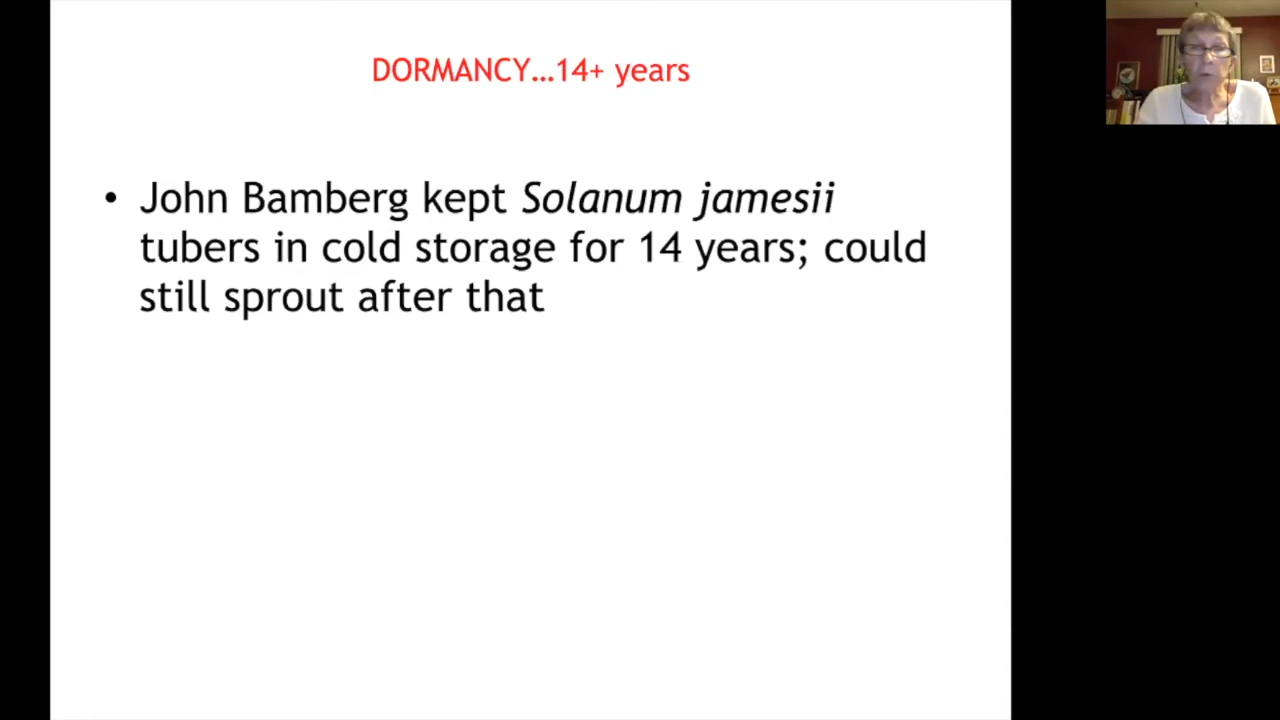 DORMANCY…14+ years
• John Bamberg kept Solanum jamesii
tubers in cold storage for 14 years; could
still sprout after that